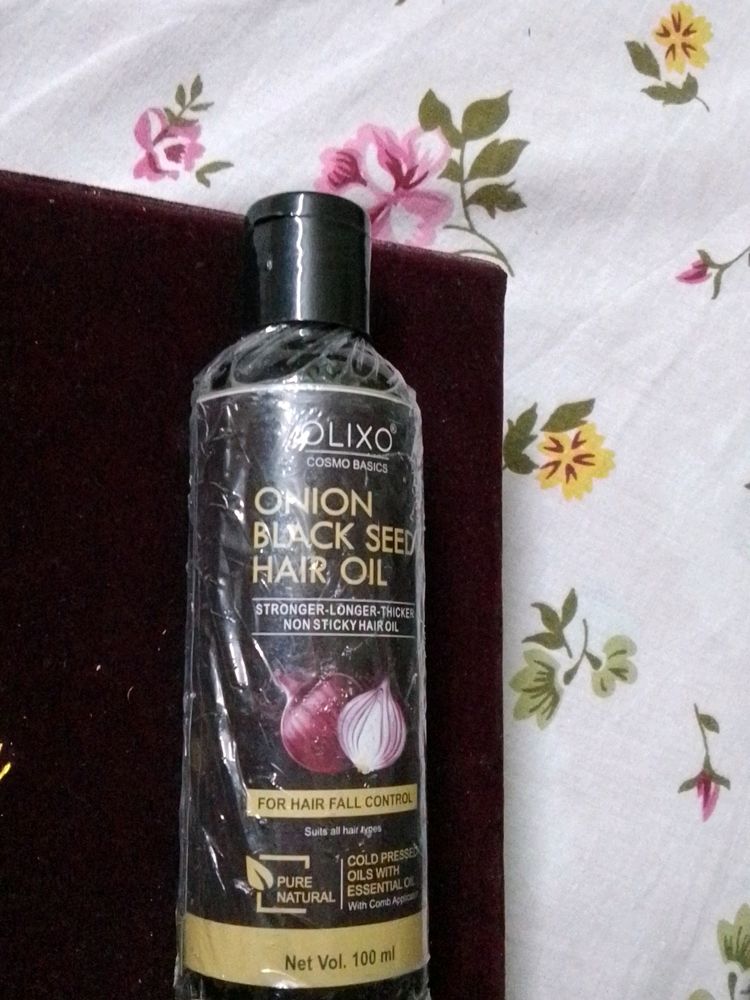 OLIXO®
COSMO BASICS
ONION
BLACK SEED
HAIR OIL
STRONGER-LONGER-THICKER
NON STICKY HAIR OIL
FOR HAIR FALL CONTROL
Suits all hair types
PURE
NATURAL
COLD PRESSED
OILS WITH
ESSENTIAL OIL
With Comb
Net Vol. 100 ml